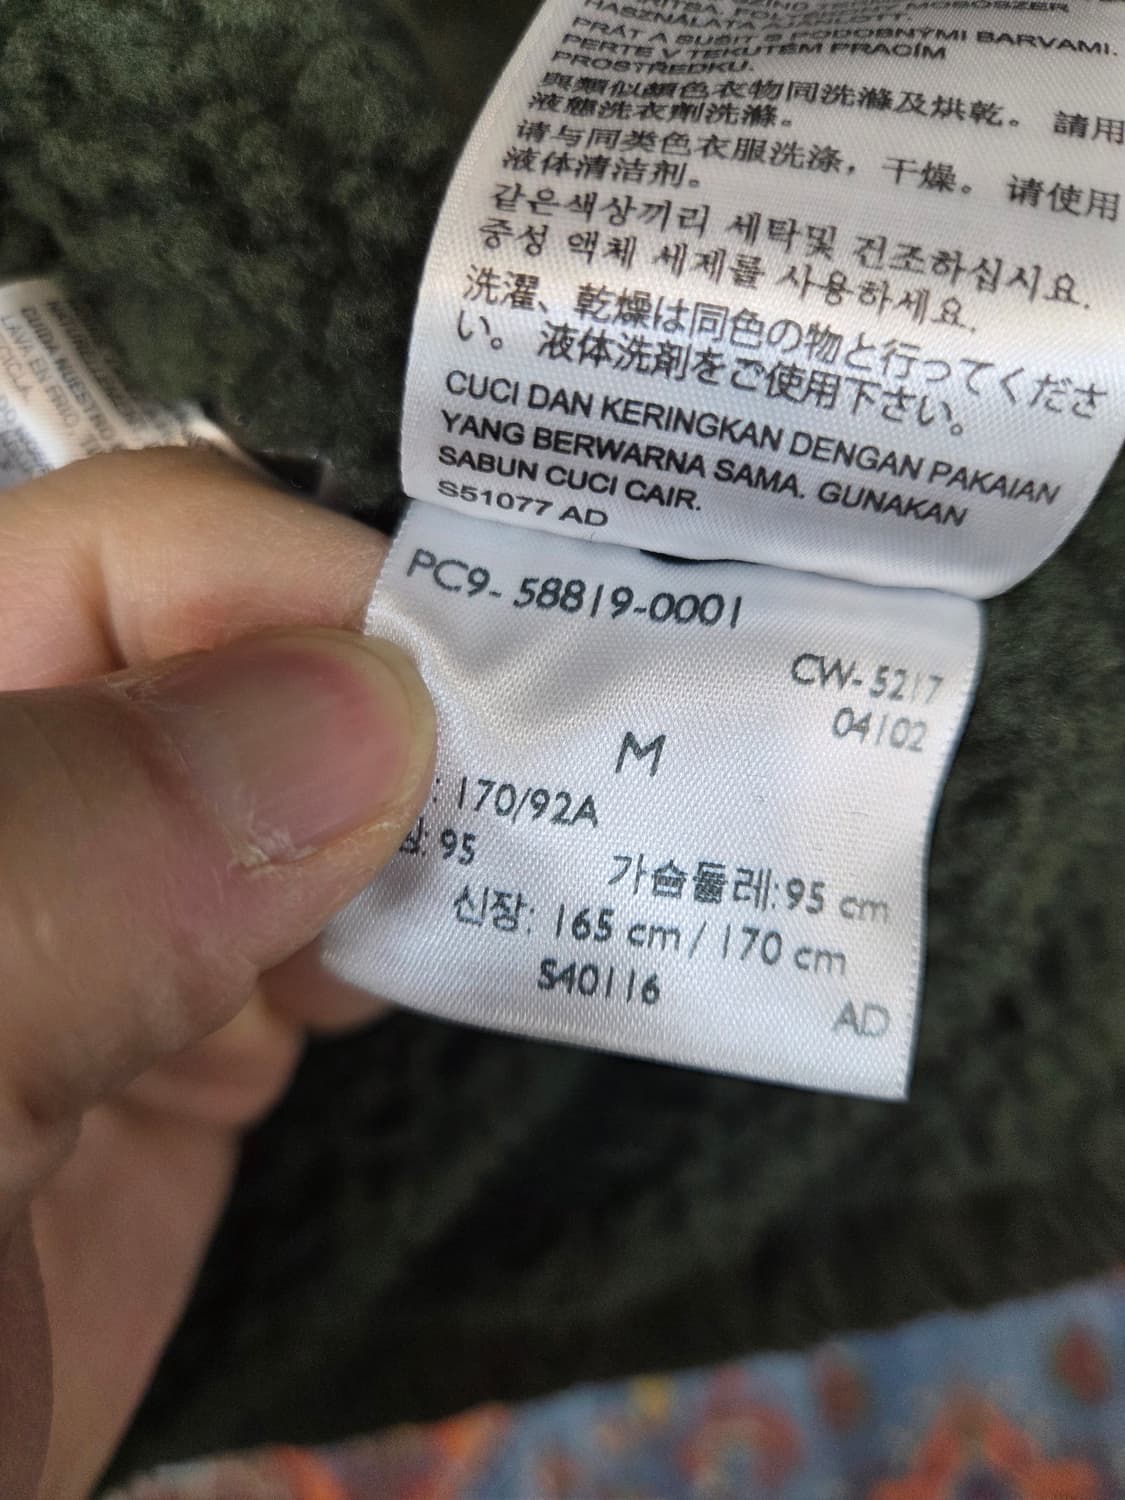 HASZNÁLATA
PRÁT A SUŠIT S PODOBNÝMI BARVAMI.
PERTE V TEKUTÉM PRACÍM
PROSTŘEDKU.
與類似顏色衣物同洗滌及烘乾。 請用
液態洗衣劑洗滌。
请与同类色衣服洗涤，干燥。 请使用
液体清洁剂。
같은색상끼리 세탁및 건조하십시요.
중성 액체 세제를 사용하세요.
洗濯、乾燥は同色の物と行ってくださ
い。 液体洗剤をご使用下さい。
CUCI DAN KERINGKAN DENGAN PAKAIAN
YANG BERWARNA SAMA. GUNAKAN
SABUN CUCI CAIR.
S51077 AD
PC9- 58819-0001
CW- 5217
04102
M
: 170/92A
: 95
가슴둘레: 95 cm
신장: 165 cm / 170 cm
S40116
AD
LAVA EN FRIO,